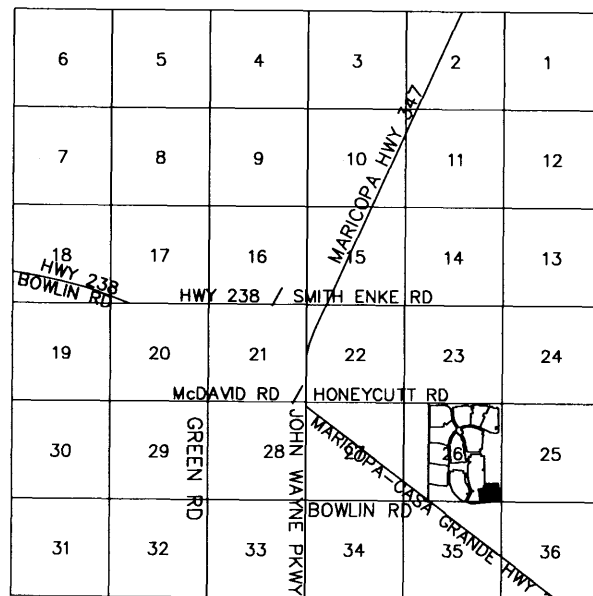 6 5 4 3 2 1
MARICOPA HWY 347
7 8 9 10 11 12
18 17 16 15 14 13
HWY 238
BOWLIN RD
HWY 238 / SMITH ENKE RD
19 20 21 22 23 24
McDAVID RD / HONEYCUTT RD
30 29 28 27 26 25
GREEN RD
JOHN WAYNE PKWY
MARICOPA-CASA GRANDE HWY
BOWLIN RD
31 32 33 34 35 36